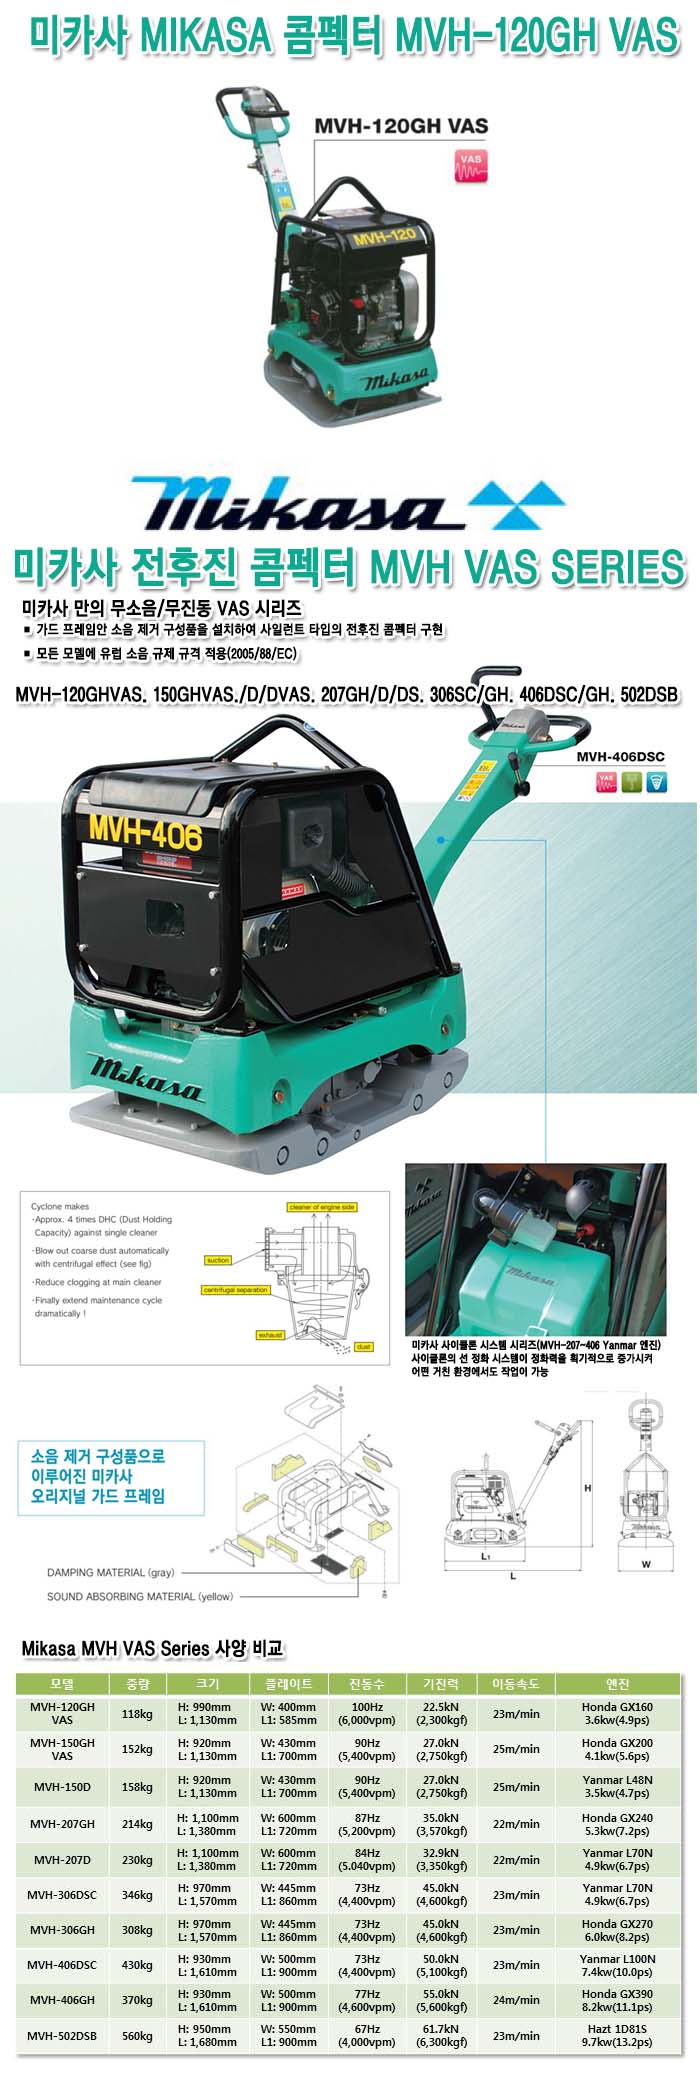 미카사 MIKASA 콤펙터 MVH-120GH VAS
MVH-120GH VAS
VAS
MVH-120
Mikasa
mikasa
미카사 전후진 콤펙터 MVH VAS SERIES
미카사 만의 무소음/무진동 VAS 시리즈
▪ 가드 프레임안 소음 제거 구성품을 설치하여 사일런트 타입의 전후진 콤펙터 구현
▪ 모든 모델에 유럽 소음 규제 규격 적용(2005/88/EC)
MVH-120GHVAS. 150GHVAS./D/DVAS. 207GH/D/DS. 306SC/GH. 406DSC/GH. 502DSB
MVH-406DSC
VAS
MVH-406
Mikasa
Cyclone makes
·Approx. 4 times DHC (Dust Holding
Capacity) against single cleaner
·Blow out coarse dust automatically
with centrifugal effect (see fig)
·Reduce clogging at main cleaner
·Finally extend maintenance cycle
dramatically !
cleaner of engine side
suction
centrifugal separation
exhaust
dust
Mikasa
미카사 사이클론 시스템 시리즈(MVH-207~406 Yanmar 엔진)
사이클론의 선 정화 시스템이 정화력을 획기적으로 증가시켜
어떤 거친 환경에서도 작업이 가능
소음 제거 구성품으로
이루어진 미카사
오리지널 가드 프레임
DAMPING MATERIAL (gray)
SOUND ABSORBING MATERIAL (yellow)
H
L1
L
W
Mikasa MVH VAS Series 사양 비교
모델 중량 크기 플레이트 진동수 기진력 이동속도 엔진
MVH-120GH VAS 118kg H: 990mm L: 1,130mm W: 400mm L1: 585mm 100Hz (6,000vpm) 22.5kN (2,300kgf) 23m/min Honda GX160 3.6kw(4.9ps)
MVH-150GH VAS 152kg H: 920mm L: 1,130mm W: 430mm L1: 700mm 90Hz (5,400vpm) 27.0kN (2,750kgf) 25m/min Honda GX200 4.1kw(5.6ps)
MVH-150D 158kg H: 920mm L: 1,130mm W: 430mm L1: 700mm 90Hz (5,400vpm) 27.0kN (2,750kgf) 25m/min Yanmar L48N 3.5kw(4.7ps)
MVH-207GH 214kg H: 1,100mm L: 1,380mm W: 600mm L1: 720mm 87Hz (5,200vpm) 35.0kN (3,570kgf) 22m/min Honda GX240 5.3kw(7.2ps)
MVH-207D 230kg H: 1,100mm L: 1,380mm W: 600mm L1: 720mm 84Hz (5.040vpm) 32.9kN (3,350kgf) 22m/min Yanmar L70N 4.9kw(6.7ps)
MVH-306DSC 346kg H: 970mm L: 1,570mm W: 445mm L1: 860mm 73Hz (4,400vpm) 45.0kN (4,600kgf) 23m/min Yanmar L70N 4.9kw(6.7ps)
MVH-306GH 308kg H: 970mm L: 1,570mm W: 445mm L1: 860mm 73Hz (4,400vpm) 45.0kN (4,600kgf) 23m/min Honda GX270 6.0kw(8.2ps)
MVH-406DSC 430kg H: 930mm L: 1,610mm W: 500mm L1: 900mm 73Hz (4,400vpm) 50.0kN (5,100kgf) 23m/min Yanmar L100N 7.4kw(10.0ps)
MVH-406GH 370kg H: 930mm L: 1,610mm W: 500mm L1: 900mm 77Hz (4,600vpm) 55.0kN (5,600kgf) 24m/min Honda GX390 8.2kw(11.1ps)
MVH-502DSB 560kg H: 950mm L: 1,680mm W: 550mm L1: 900mm 67Hz (4,000vpm) 61.7kN (6,300kgf) 23m/min Hazt 1D81S 9.7kw(13.2ps)